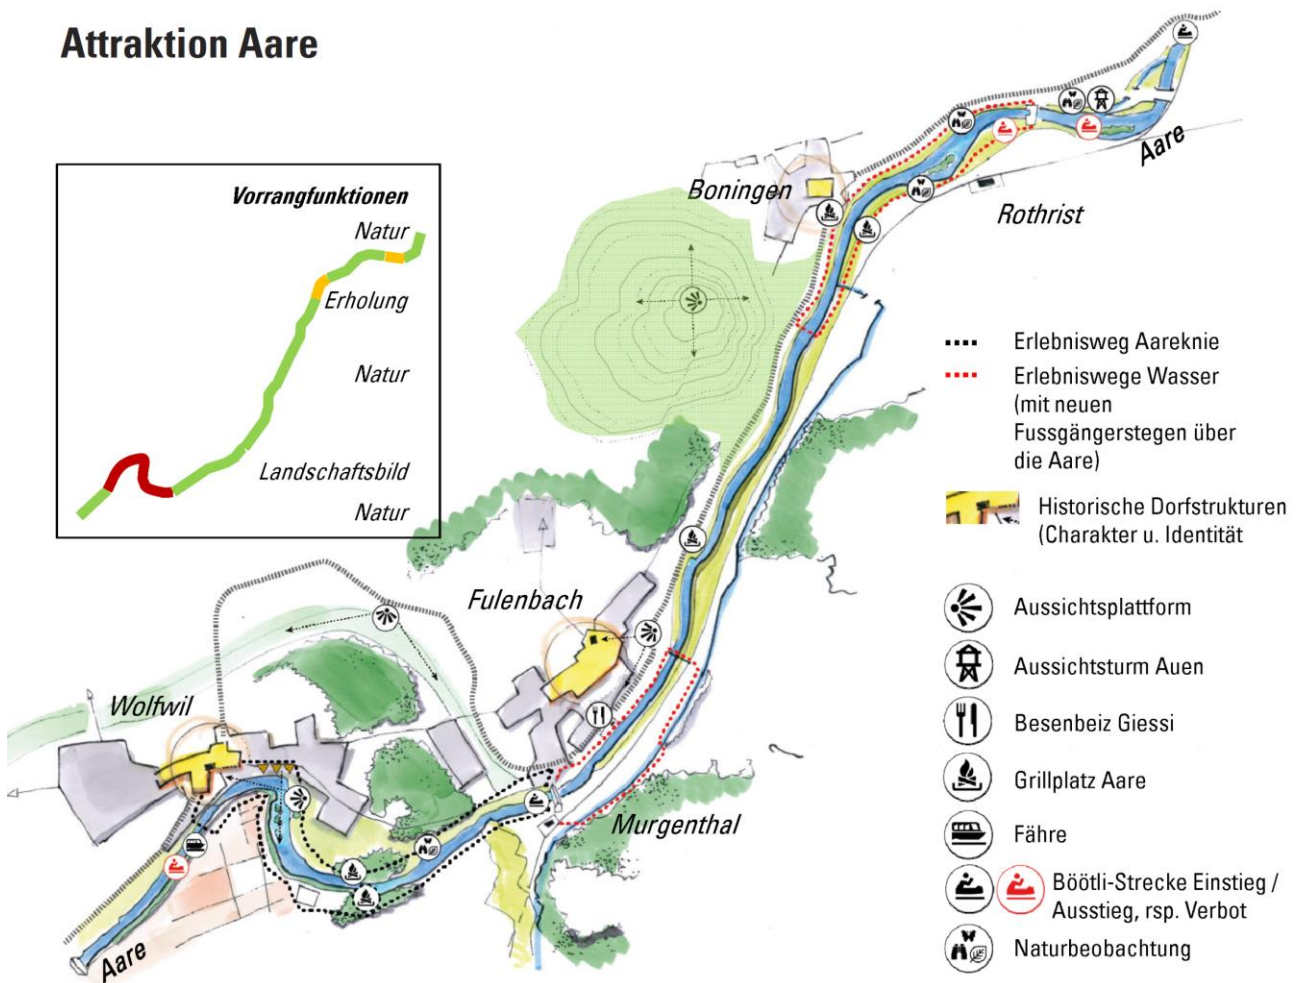 Attraktion Aare
Vorrangfunktionen
Natur
Erholung
Natur
Landschaftsbild
Natur
Boningen
Aare
Rothrist
Fulenbach
Wolfwil
Murgenthal
Aare
Erlebnisweg Aareknie
Erlebniswege Wasser
(mit neuen
Fussgängerstegen über
die Aare)
Historische Dorfstrukturen
(Charakter u. Identität
Aussichtsplattform
Aussichtsturm Auen
Besenbeiz Giessi
Grillplatz Aare
Fähre
Böötli-Strecke Einstieg /
Ausstieg, rsp. Verbot
Naturbeobachtung